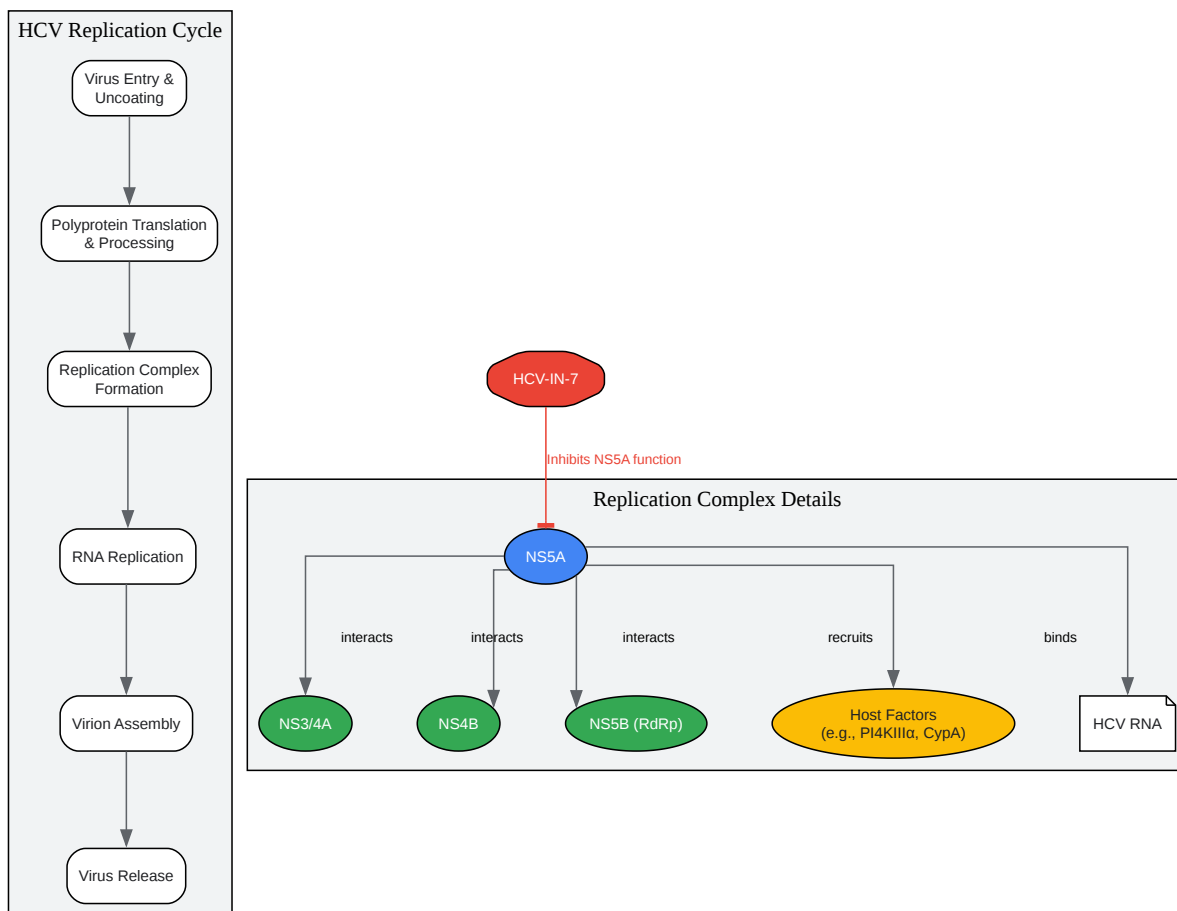 HCV Replication Cycle
Virus Entry &
Uncoating
Polyprotein Translation
& Processing
Replication Complex
Formation
RNA Replication
Virion Assembly
Virus Release
HCV-IN-7
Inhibits NS5A function
Replication Complex Details
NS5A
interacts
interacts
interacts
recruits
binds
NS3/4A
NS4B
NS5B (RdRp)
Host Factors
(e.g., PI4KIIIα, CypA)
HCV RNA